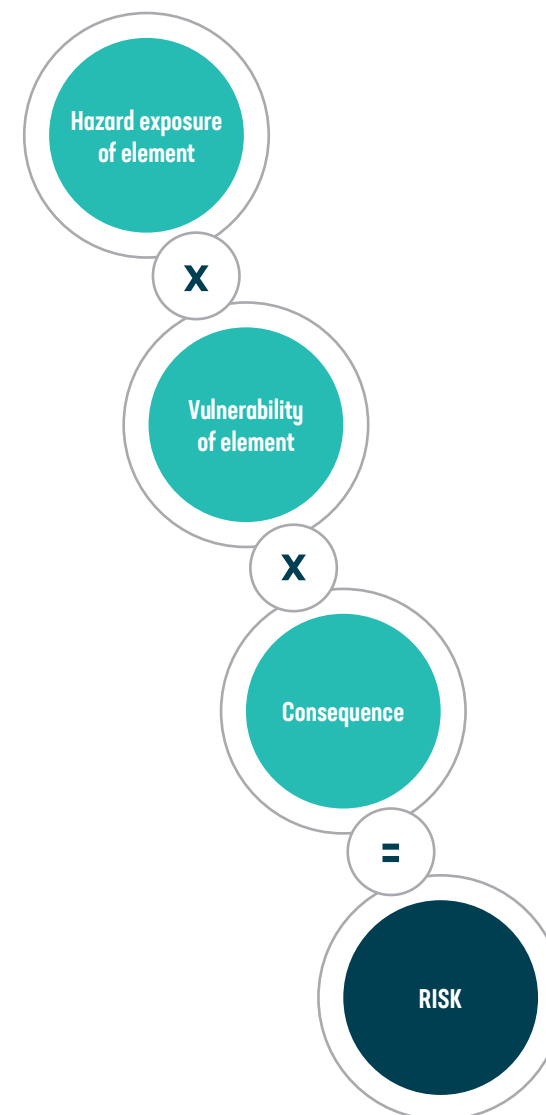 Hazard exposure
of element
x
Vulnerability
of element
x
Consequence
=
RISK